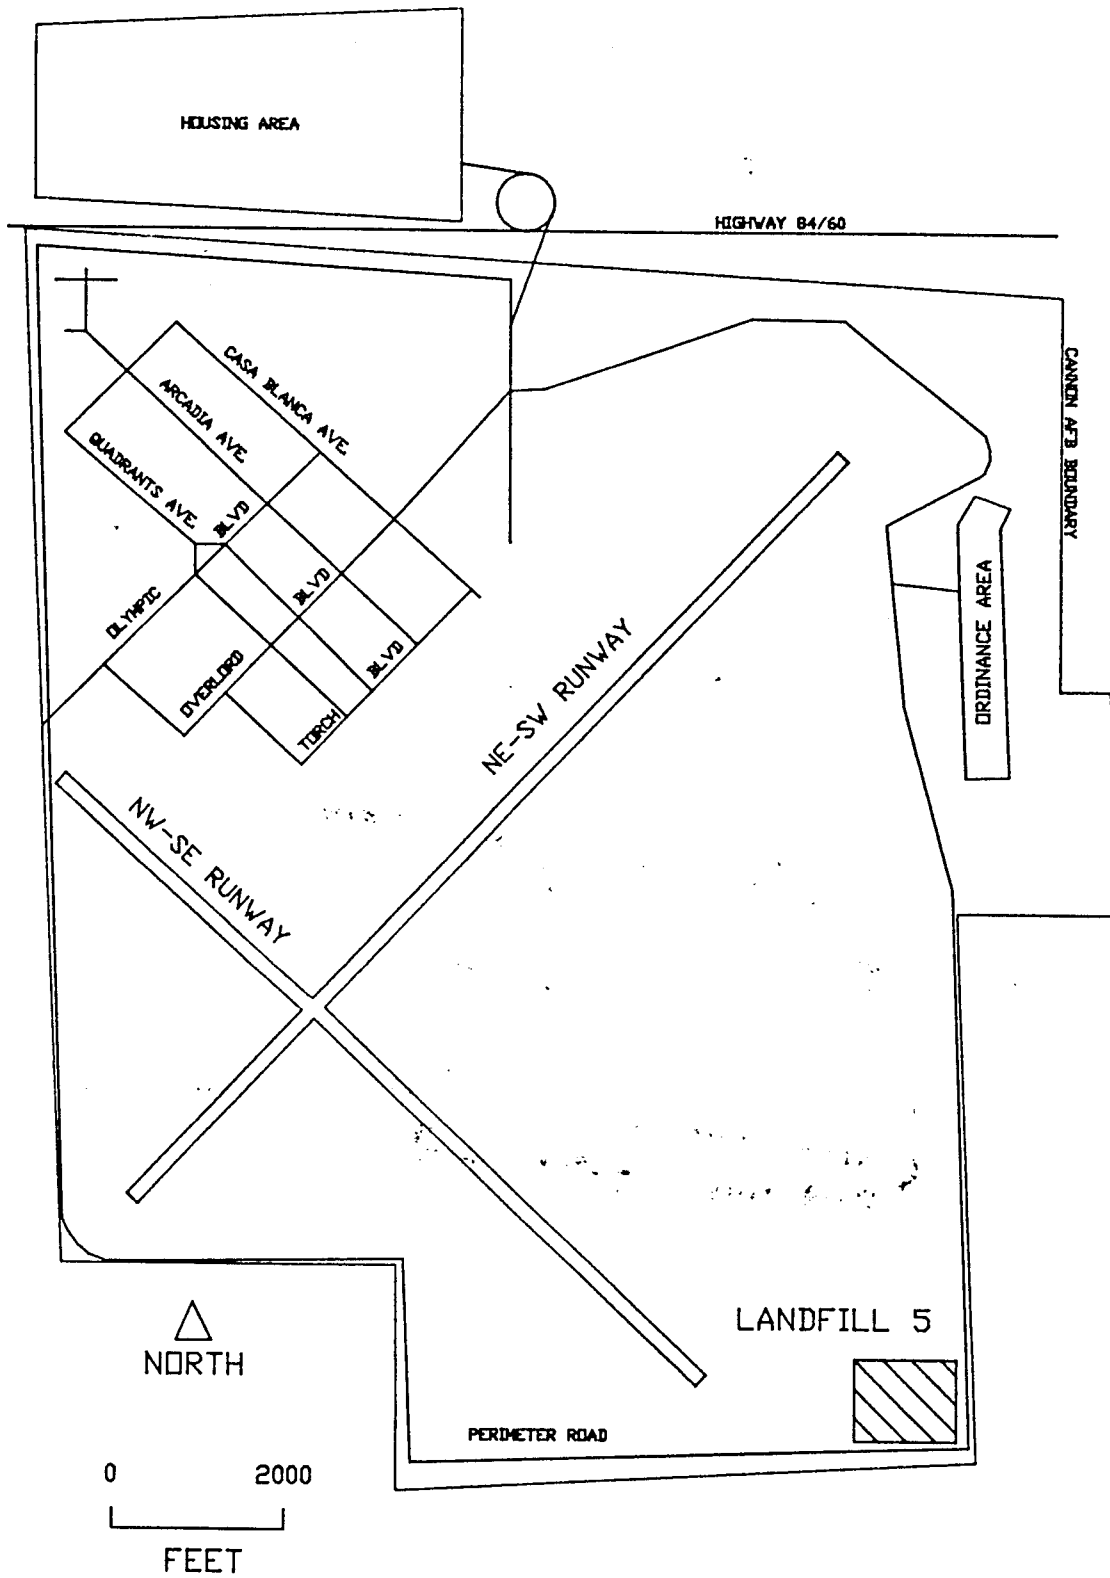 HOUSING AREA
HIGHWAY 84/60
CANNON AFB BOUNDARY
CASA BLANCA AVE.
ARCADIA AVE.
QUADRANTS AVE.
BLVD
OLYMPIC
BLVD
OVERLORD
BLVD
TORCH
ORDINANCE AREA
NE-SW RUNWAY
NW-SE RUNWAY
LANDFILL 5
NORTH
PERIMETER ROAD
0 2000
FEET